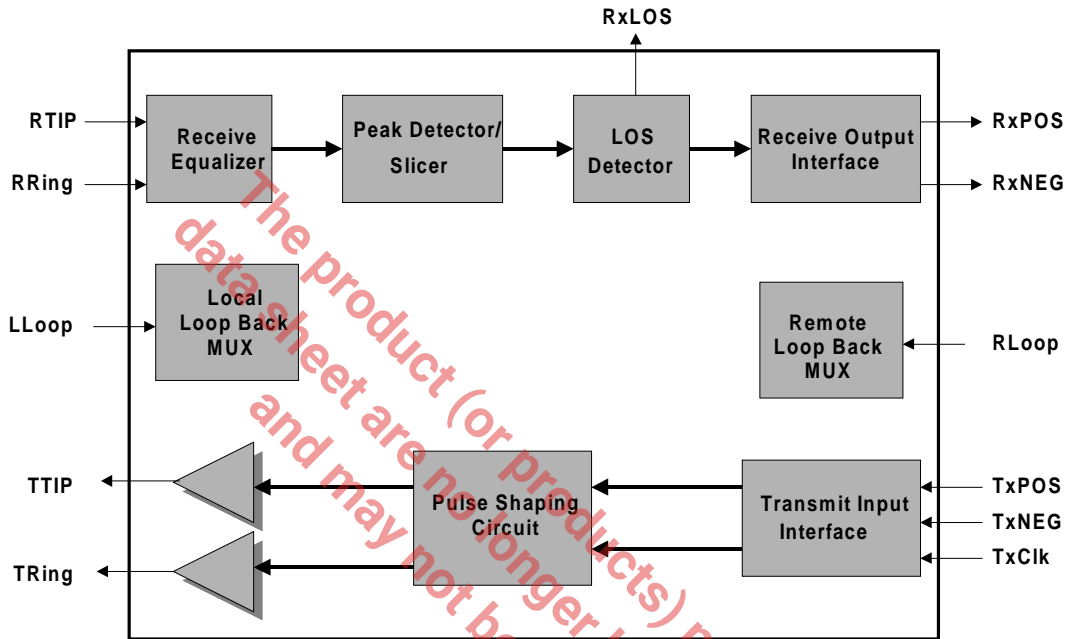 RxLOS
RTIP
RRing
Receive
Equalizer
Peak Detector/
Slicer
LOS
Detector
Receive Output
Interface
RxPOS
RxNEG
LLoop
Local
Loop Back
MUX
Remote
Loop Back
MUX
RLoop
TTIP
TRing
Pulse Shaping
Circuit
Transmit Input
Interface
TxPOS
TxNEG
TxClk
The product (or products)
data sheet are no longer
and may not be